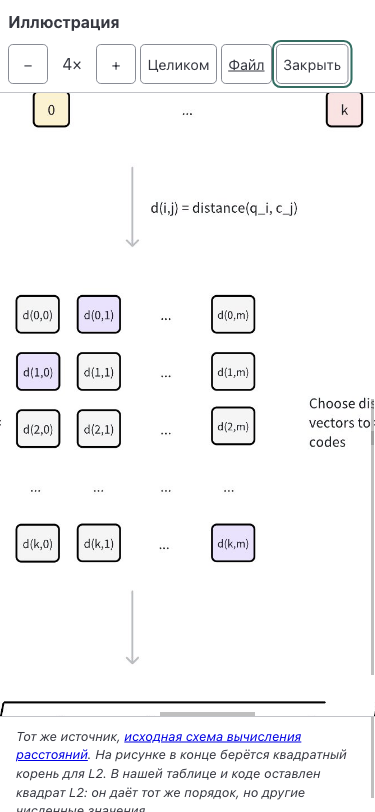 Иллюстрация
− 4× + Целиком Файл Закрыть
0 ... k
d(i,j) = distance(q_i, c_j)
d(0,0) d(0,1) ... d(0,m)
d(1,0) d(1,1) ... d(1,m)
d(2,0) d(2,1) ... d(2,m)
... ... ... ...
d(k,0) d(k,1) ... d(k,m)
Choose dis
vectors to
codes
Тот же источник, исходная схема вычисления
расстояний. На рисунке в конце берётся квадратный
корень для L2. В нашей таблице и коде оставлен
квадрат L2: он даёт тот же порядок, но другие
численные значения.